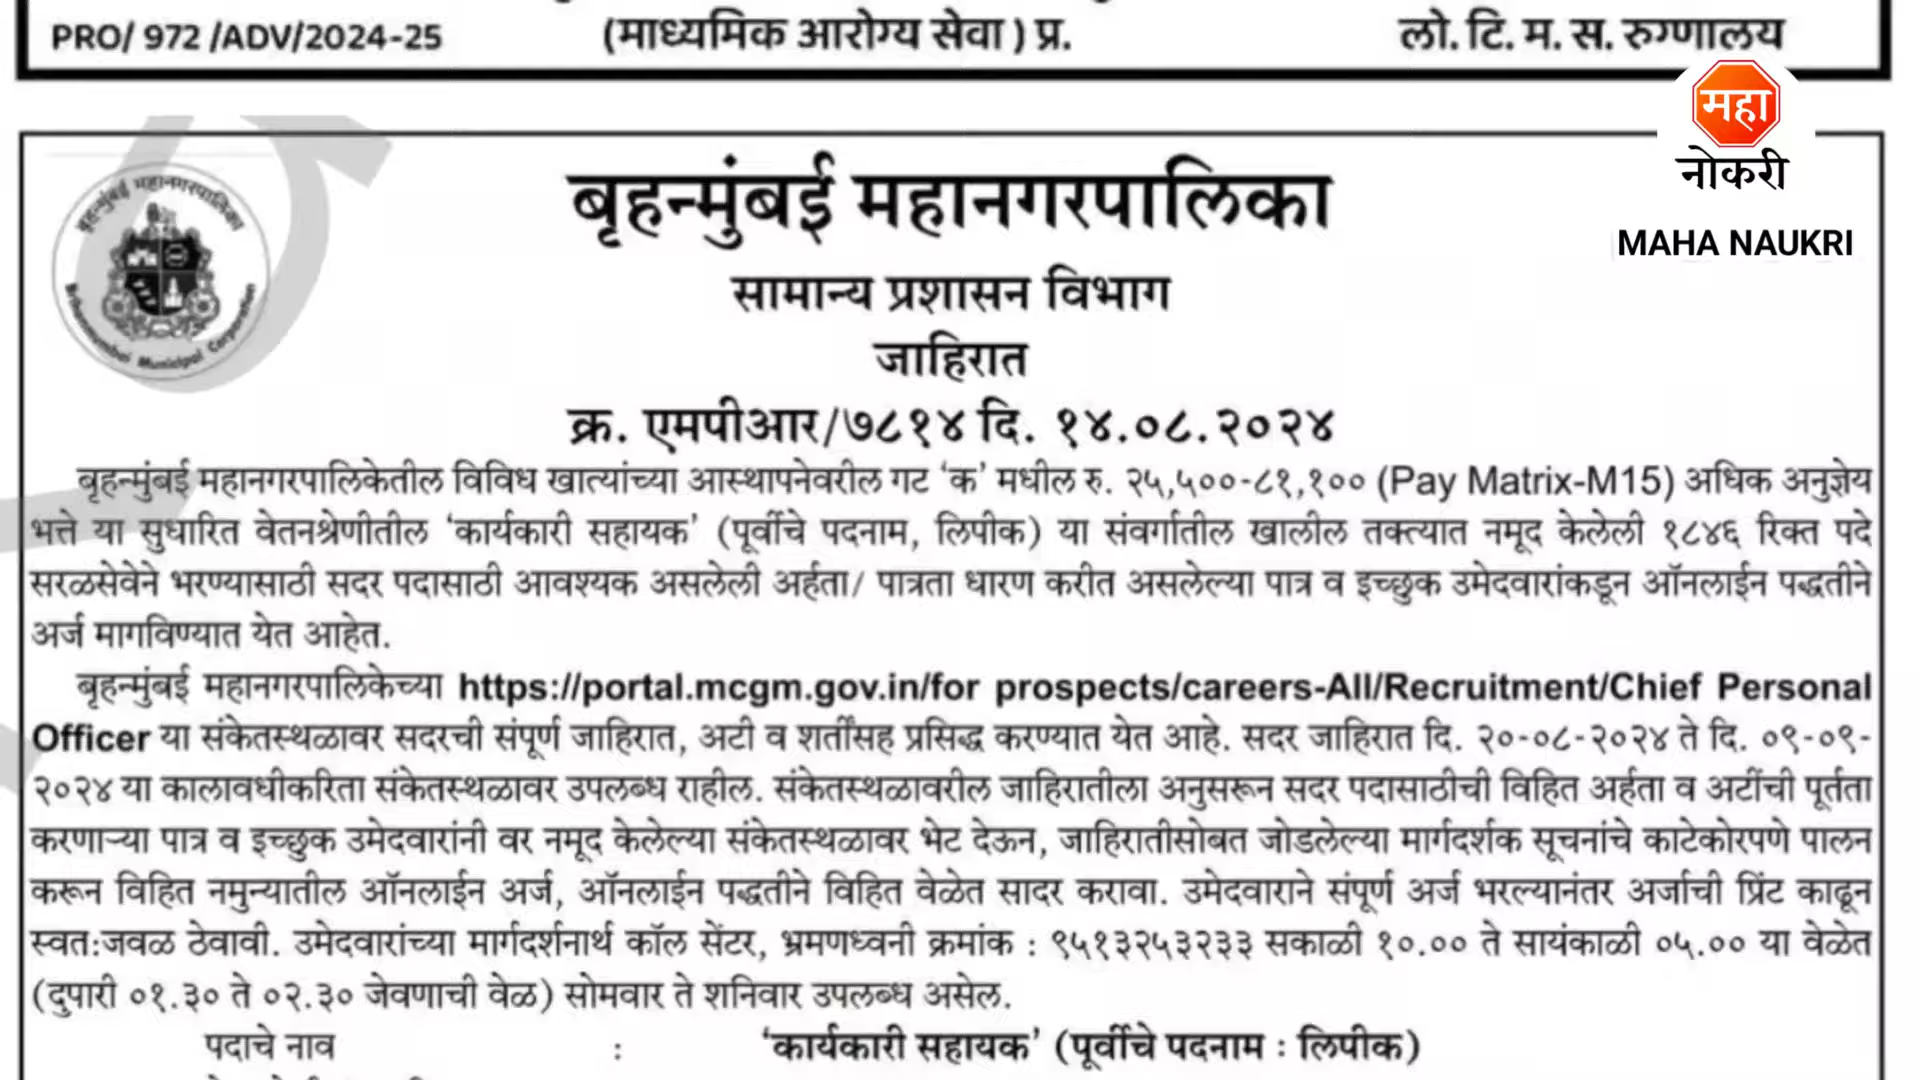 PRO/ 972 /ADV/2024-25 (माध्यमिक आरोग्य सेवा ) प्र. लो. टि. म. स. रुग्णालय
महा
नोकरी
MAHA NAUKRI
बृहन्मुंबई महानगरपालिका
Brihanmumbai Municipal Corporation
बृहन्मुंबई महानगरपालिका
सामान्य प्रशासन विभाग
जाहिरात
क्र. एमपीआर/७८१४ दि. १४.०८.२०२४
बृहन्मुंबई महानगरपालिकेतील विविध खात्यांच्या आस्थापनेवरील गट ‘क’ मधील रु. २५,५००-८१,१०० (Pay Matrix-M15) अधिक अनुज्ञेय
भत्ते या सुधारित वेतनश्रेणीतील ‘कार्यकारी सहायक’ (पूर्वीचे पदनाम, लिपीक) या संवर्गातील खालील तक्त्यात नमूद केलेली १८४६ रिक्त पदे
सरळसेवेने भरण्यासाठी सदर पदासाठी आवश्यक असलेली अर्हता/ पात्रता धारण करीत असलेल्या पात्र व इच्छुक उमेदवारांकडून ऑनलाईन पद्धतीने
अर्ज मागविण्यात येत आहेत.
बृहन्मुंबई महानगरपालिकेच्या https://portal.mcgm.gov.in/for prospects/careers-All/Recruitment/Chief Personal
Officer या संकेतस्थळावर सदरची संपूर्ण जाहिरात, अटी व शर्तींसह प्रसिद्ध करण्यात येत आहे. सदर जाहिरात दि. २०-०८-२०२४ ते दि. ०९-०९-
२०२४ या कालावधीकरिता संकेतस्थळावर उपलब्ध राहील. संकेतस्थळावरील जाहिरातीला अनुसरून सदर पदासाठीची विहित अर्हता व अटींची पूर्तता
करणाऱ्या पात्र व इच्छुक उमेदवारांनी वर नमूद केलेल्या संकेतस्थळावर भेट देऊन, जाहिरातीसोबत जोडलेल्या मार्गदर्शक सूचनांचे काटेकोरपणे पालन
करून विहित नमुन्यातील ऑनलाईन अर्ज, ऑनलाईन पद्धतीने विहित वेळेत सादर करावा. उमेदवाराने संपूर्ण अर्ज भरल्यानंतर अर्जाची प्रिंट काढून
स्वत:जवळ ठेवावी. उमेदवारांच्या मार्गदर्शनार्थ कॉल सेंटर, भ्रमणध्वनी क्रमांक : ९५१३२५३२३३ सकाळी १०.०० ते सायंकाळी ०५.०० या वेळेत
(दुपारी ०१.३० ते ०२.३० जेवणाची वेळ) सोमवार ते शनिवार उपलब्ध असेल.
पदाचे नाव : ‘कार्यकारी सहायक’ (पूर्वीचे पदनाम : लिपीक)